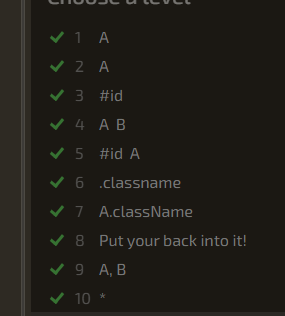 Choose a level
1 A
2 A
3 #id
4 A B
5 #id A
6 .classname
7 A.className
8 Put your back into it!
9 A, B
10 *